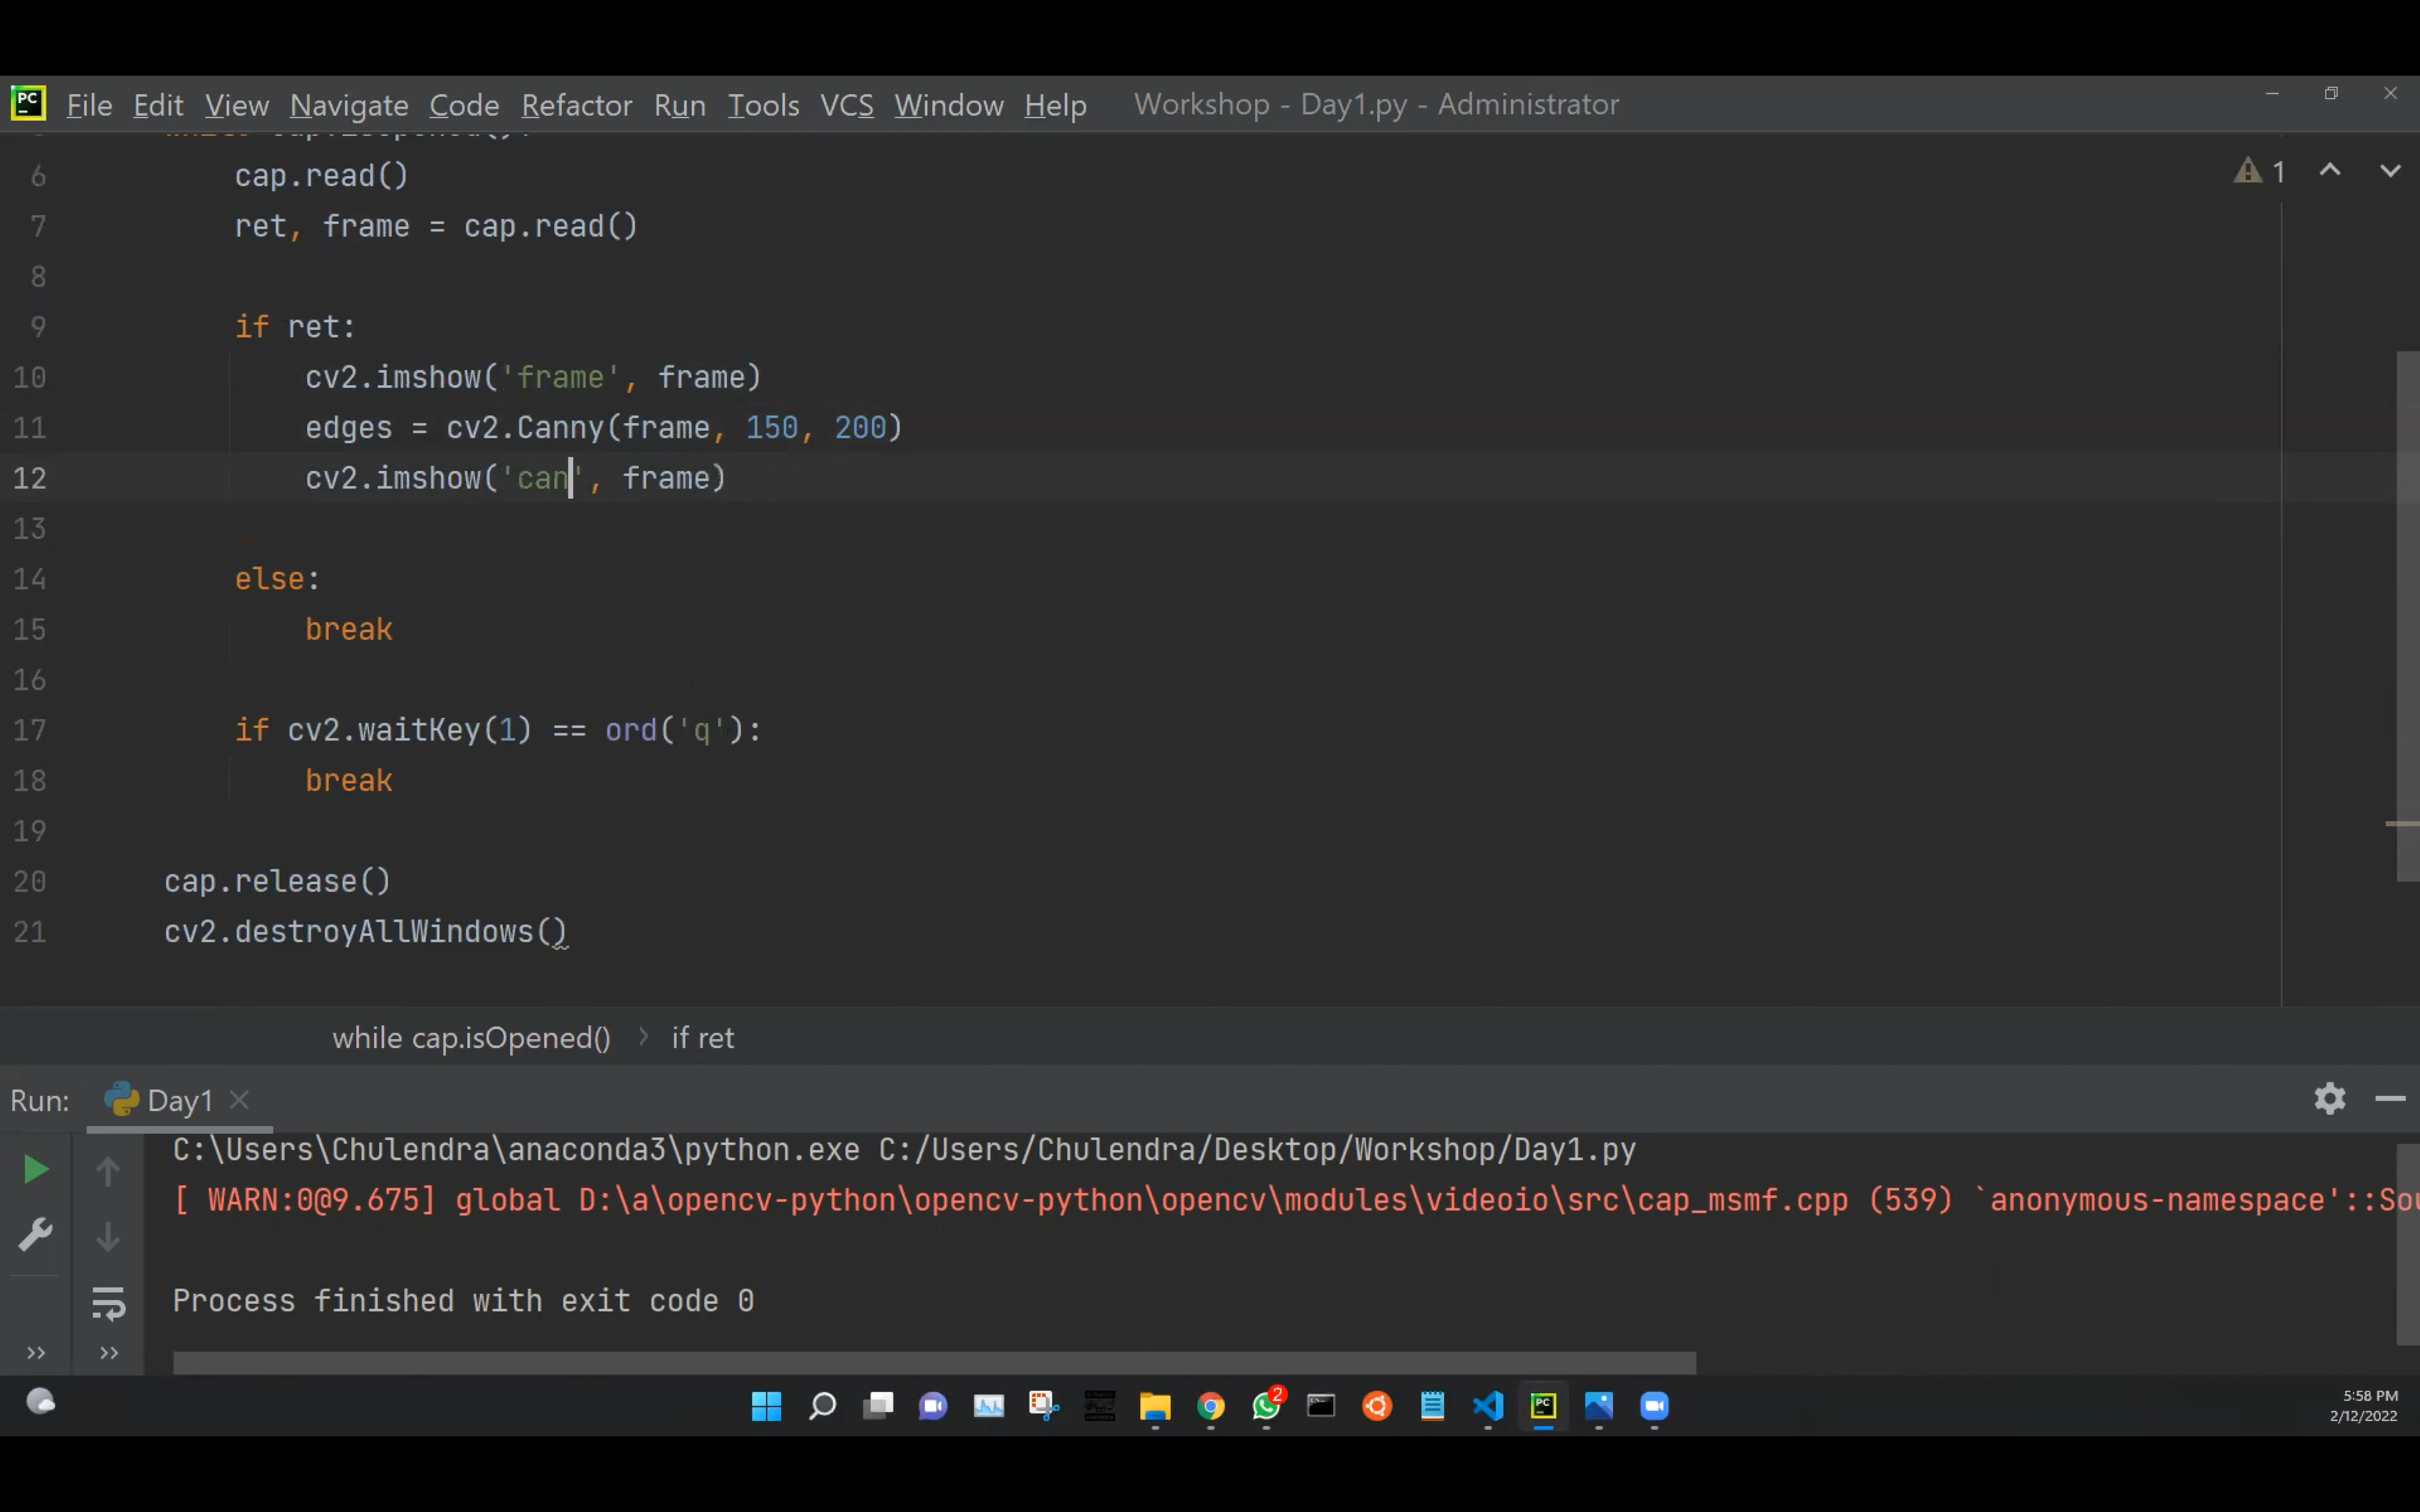 PC File Edit View Navigate Code Refactor Run Tools VCS Window Help Workshop - Day1.py - Administrator
6 cap.read()
7 ret, frame = cap.read()
8
9 if ret:
10 cv2.imshow('frame', frame)
11 edges = cv2.Canny(frame, 150, 200)
12 cv2.imshow('can', frame)
13
14 else:
15 break
16
17 if cv2.waitKey(1) == ord('q'):
18 break
19
20 cap.release()
21 cv2.destroyAllWindows()
1
while cap.isOpened() > if ret
Run: Day1
C:\Users\Chulendra\anaconda3\python.exe C:/Users/Chulendra/Desktop/Workshop/Day1.py
[ WARN:0@9.675] global D:\a\opencv-python\opencv-python\opencv\modules\videoio\src\cap_msmf.cpp (539) `anonymous-namespace'::Sou
Process finished with exit code 0
2
PC
5:58 PM
2/12/2022